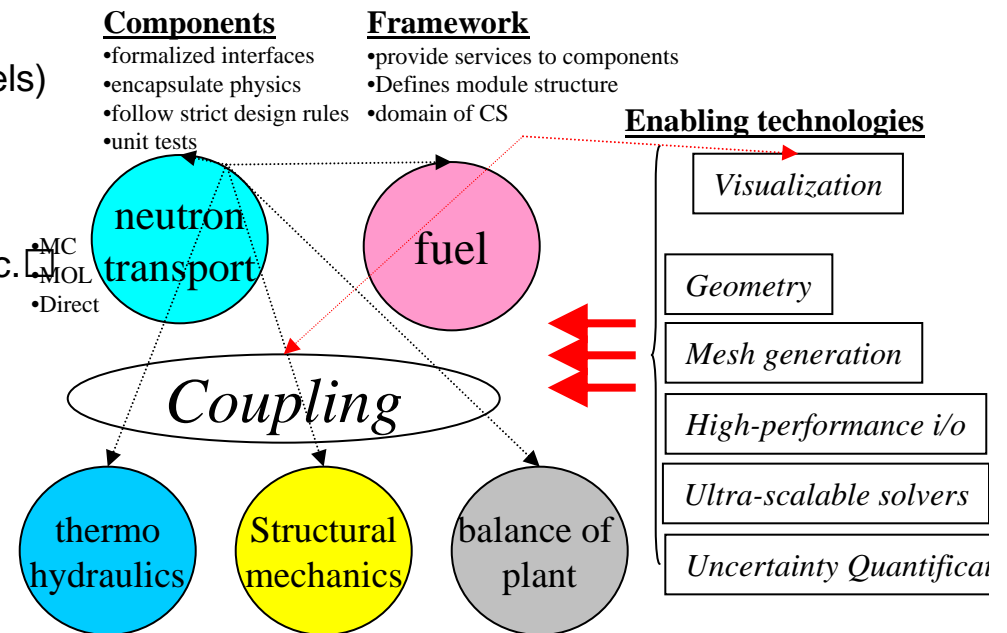 Components
•formalized interfaces
•encapsulate physics
•follow strict design rules
•unit tests
Framework
•provide services to components
•Defines module structure
•domain of CS
els)
Enabling technologies
Visualization
neutron
transport
fuel
c.
•MC
•MOL
•Direct
Geometry
Mesh generation
Coupling
High-performance i/o
Ultra-scalable solvers
Uncertainty Quantificat
thermo
hydraulics
Structural
mechanics
balance of
plant